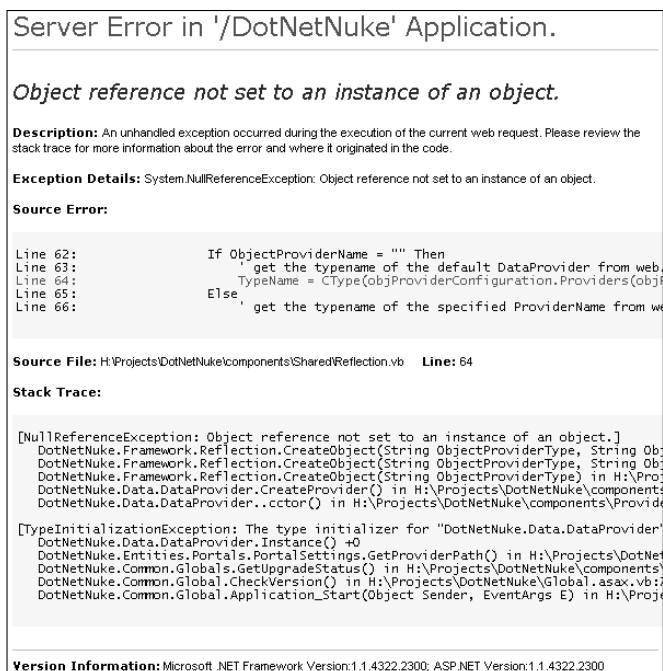 Server Error in '/DotNetNuke' Application.
Object reference not set to an instance of an object.
Description: An unhandled exception occurred during the execution of the current web request. Please review the
stack trace for more information about the error and where it originated in the code.
Exception Details: System.NullReferenceException: Object reference not set to an instance of an object.
Source Error:
Line 62: If ObjectProviderName = "" Then
Line 63: ' get the typename of the default DataProvider from web.
Line 64: TypeName = CType(objProviderConfiguration.Providers(obj
Line 65: Else
Line 66: ' get the typename of the specified ProviderName from we
Source File: H:\Projects\DotNetNuke\components\Shared\Reflection.vb Line: 64
Stack Trace:
[NullReferenceException: Object reference not set to an instance of an object.]
DotNetNuke.Framework.Reflection.CreateObject(String ObjectProviderType, String Obj
DotNetNuke.Framework.Reflection.CreateObject(String ObjectProviderType, String Obj
DotNetNuke.Framework.Reflection.CreateObject(String ObjectProviderType) in H:\Proj
DotNetNuke.Data.DataProvider.CreateProvider() in H:\Projects\DotNetNuke\components
DotNetNuke.Data.DataProvider..cctor() in H:\Projects\DotNetNuke\components\Provide
[TypeInitializationException: The type initializer for "DotNetNuke.Data.DataProvider"
DotNetNuke.Data.DataProvider.Instance() +0
DotNetNuke.Entities.Portals.PortalSettings.GetProviderPath() in H:\Projects\DotNet
DotNetNuke.Common.Globals.GetUpgradeStatus() in H:\Projects\DotNetNuke\components\
DotNetNuke.Common.Global.CheckVersion() in H:\Projects\DotNetNuke\Global.asax.vb:
DotNetNuke.Common.Global.Application_Start(Object Sender, EventArgs E) in H:\Proje
Version Information: Microsoft .NET Framework Version:1.1.4322.2300; ASP.NET Version:1.1.4322.2300